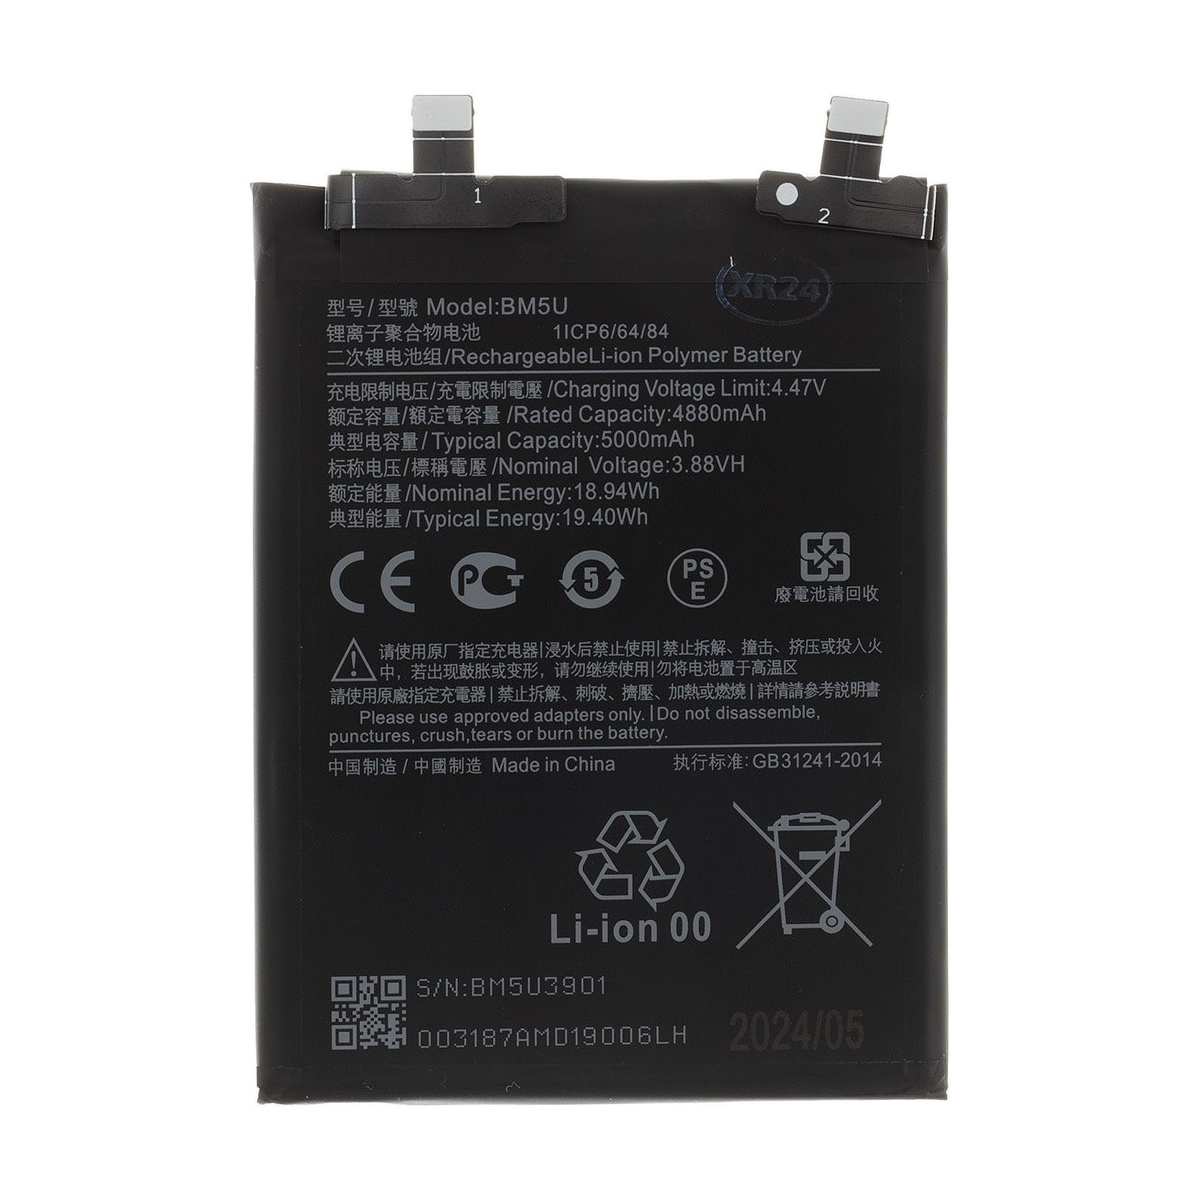 1
2
XR24
型号/型號 Model:BM5U
锂离子聚合物电池 1ICP6/64/84
二次锂电池组/RechargeableLi-ion Polymer Battery
充电限制电压/充電限制電壓/Charging Voltage Limit:4.47V
额定容量/額定電容量/Rated Capacity:4880mAh
典型电容量/Typical Capacity:5000mAh
标称电压/標稱電壓/Nominal Voltage:3.88VH
额定能量/Nominal Energy:18.94Wh
典型能量/Typical Energy:19.40Wh
CE PCT 5 PS E
廢電池請回收
请使用原厂指定充电器|浸水后禁止使用|禁止拆解、撞击、挤压或投入火
中，若出现鼓胀或变形，请勿继续使用|勿将电池置于高温区
請使用原廠指定充電器|禁止拆解、刺破、擠壓、加熱或燃燒|詳情請參考説明書
Please use approved adapters only. |Do not disassemble,
punctures, crush,tears or burn the battery.
中国制造 / 中國製造 Made in China 执行标准: GB31241-2014
Li-ion 00
S/N:BM5U3901
003187AMD19006LH
2024/05